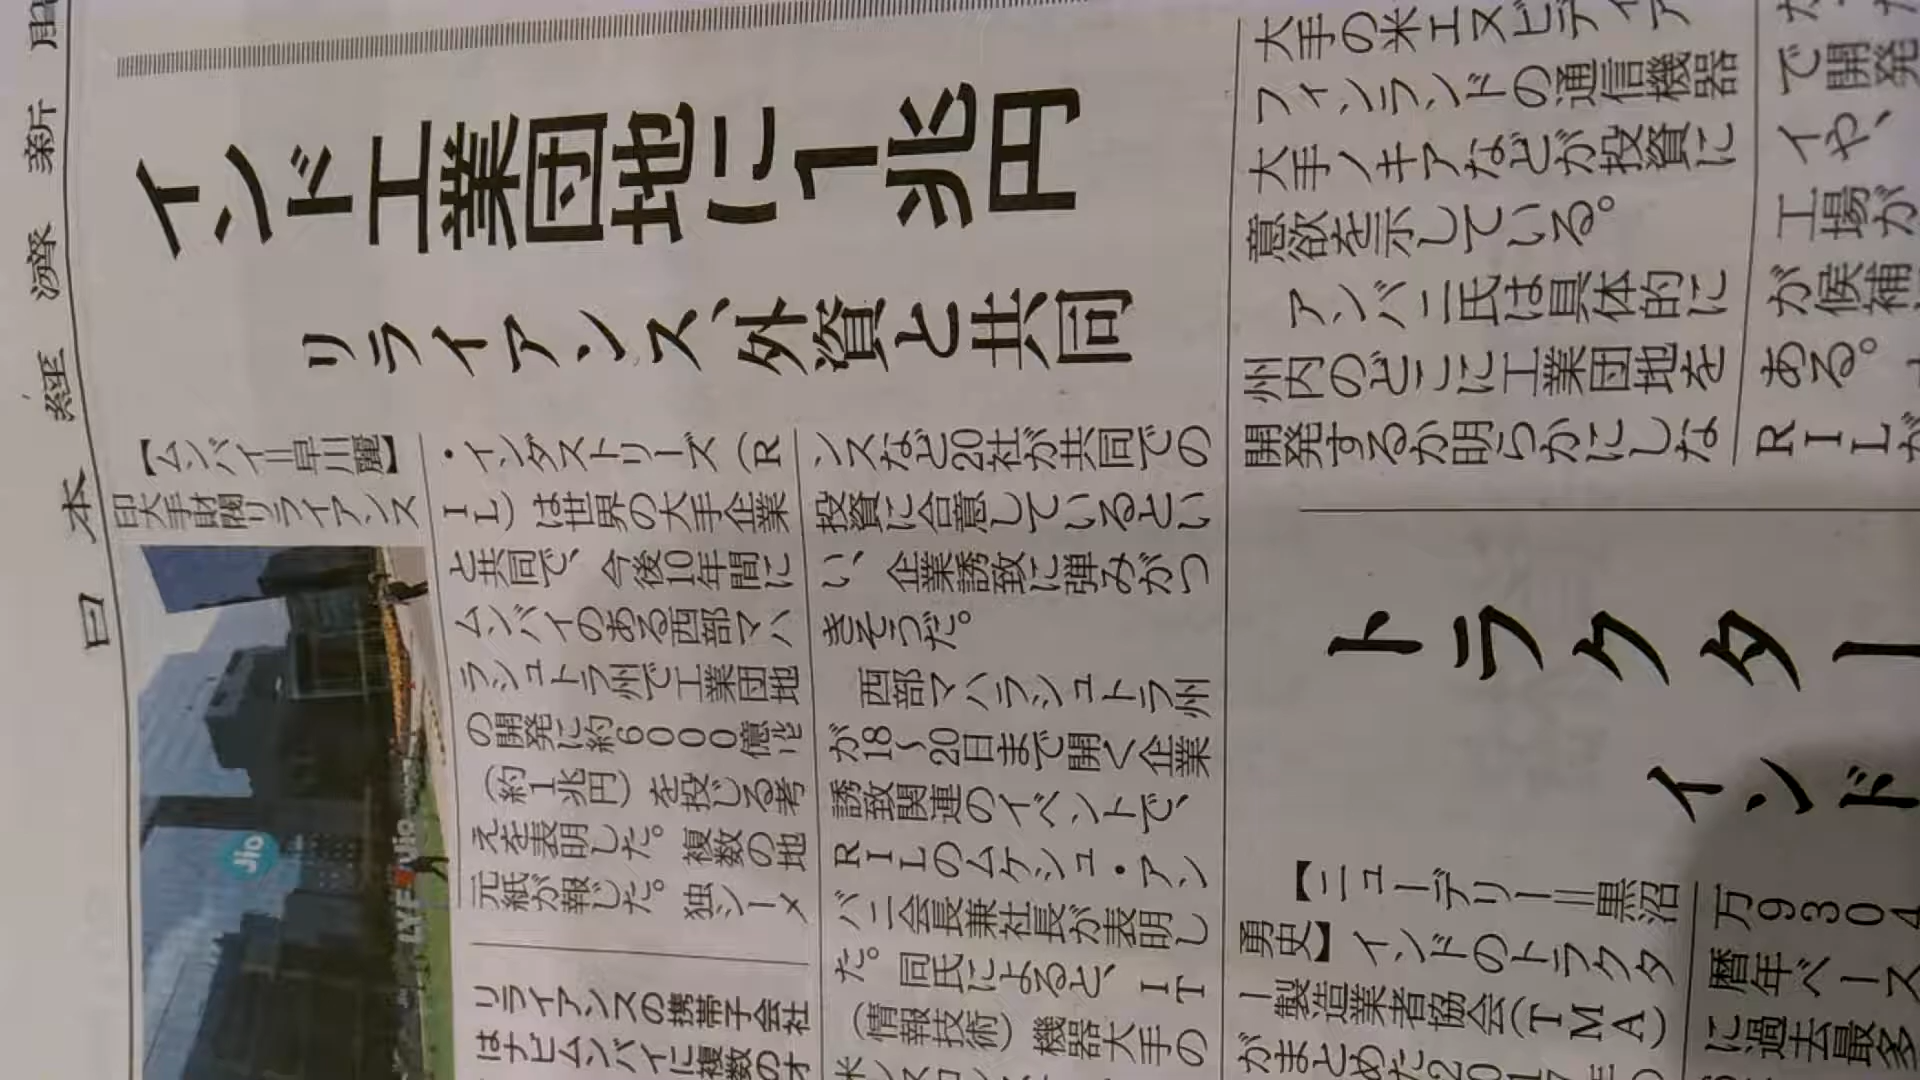 日本経済新聞
インド工業団地に1兆円
リライアンス、外資と共同
【ムンバイ=早川麗】
印大手財閥リライアンス
・インダストリーズ(R
IL)は世界の大手企業
と共同で、今後10年間に
ムンバイのある西部マハ
ラシュトラ州で工業団地
の開発に約6000億㌦
(約1兆円)を投じる考
えを表明した。複数の地
元紙が報じた。独シーメ
ンスなど20社が共同での
投資に合意しているとい
い、企業誘致に弾みがつ
きそうだ。
西部マハラシュトラ州
が18~20日まで開く企業
誘致関連のイベントで、
RILのムケシュ・アン
バニ会長兼社長が表明し
た。同氏によると、IT
(情報技術)機器大手の
大手の米エヌビディア
フィンランドの通信機器
大手ノキアなどが投資に
意欲を示している。
アンバニ氏は具体的に
州内のどこに工業団地を
開発するか明らかにしな
で開発
イや、
工場が
が候補
ある。
RILが
Jio
LYF
Jio
リライアンスの携帯子会社
はナビムンバイに複数のオ
トラクター
インド
【ニューデリー=黒沼
勇史】インドのトラクタ
ー製造業者協会(TMA)
がまとめた2017年の
万9304
暦年ベース
に過去最多